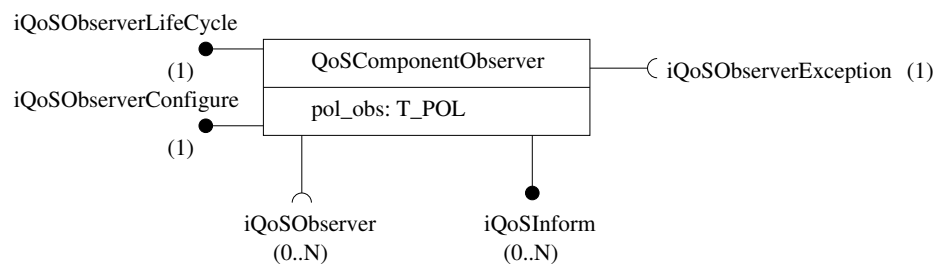 iQoSObserverLifeCycle
(1)
QoSComponentObserver
iQoSObserverException (1)
iQoSObserverConfigure
(1)
pol_obs: T_POL
iQoSObserver
(0..N)
iQoSInform
(0..N)